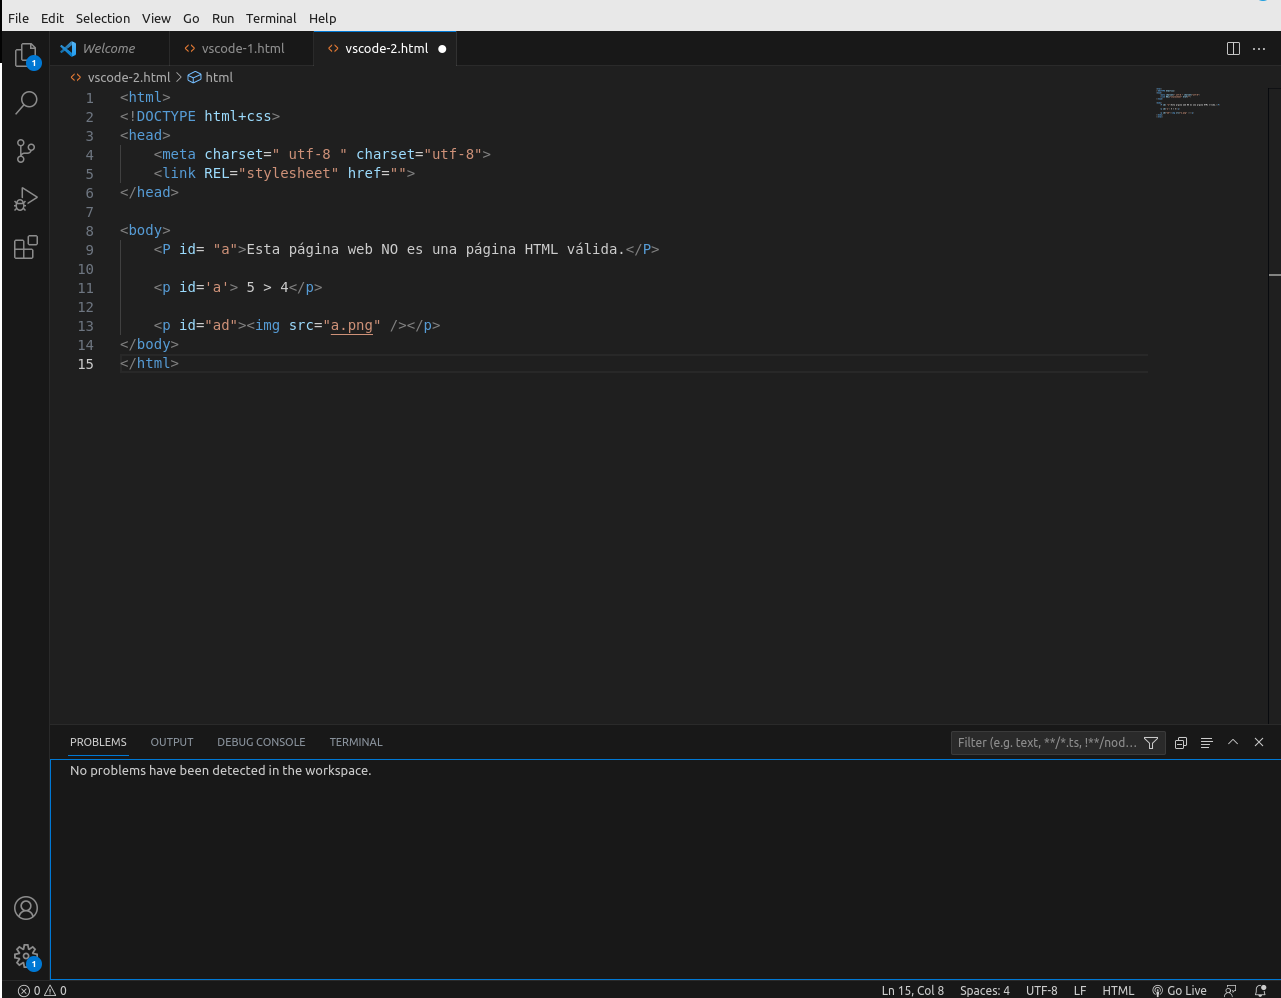 File Edit Selection View Go Run Terminal Help
Welcome vscode-1.html vscode-2.html
vscode-2.html > html
1 <html>
2 <!DOCTYPE html+css>
3 <head>
4 <meta charset=" utf-8 " charset="utf-8">
5 <link REL="stylesheet" href="">
6 </head>
7
8 <body>
9 <P id= "a">Esta página web NO es una página HTML válida.</P>
10
11 <p id='a'> 5 > 4</p>
12
13 <p id="ad"><img src="a.png" /></p>
14 </body>
15 </html>
PROBLEMS OUTPUT DEBUG CONSOLE TERMINAL Filter (e.g. text, **/*.ts, !**/nod...
No problems have been detected in the workspace.
1
1
0 0 Ln 15, Col 8 Spaces: 4 UTF-8 LF HTML Go Live